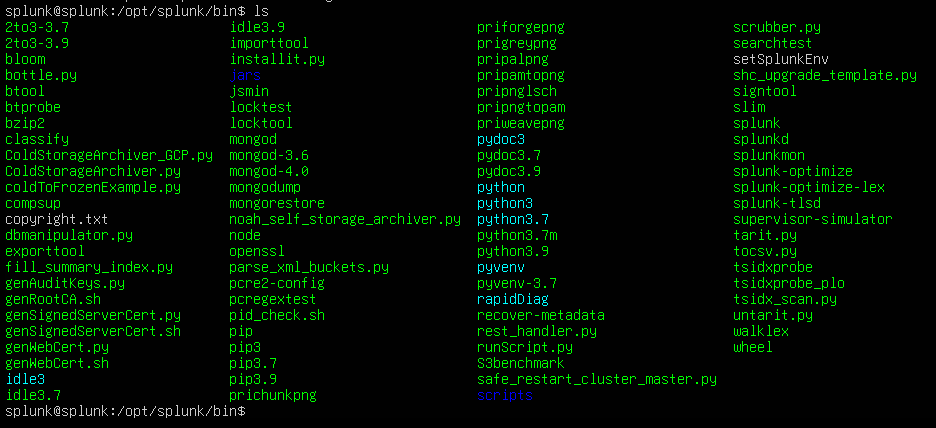 splunk@splunk:/opt/splunk/bin$ ls
2to3-3.7 idle3.9 priforgepng scrubber.py
2to3-3.9 importtool prigreypng searchtest
bloom installit.py pripalpng setSplunkEnv
bottle.py jars pripamtopng shc_upgrade_template.py
btool jsmin pripnglsch signtool
btprobe locktest pripngtopam slim
bzip2 locktool priweavepng splunk
classify mongod pydoc3 splunkd
ColdStorageArchiver_GCP.py mongod-3.6 pydoc3.7 splunkmon
ColdStorageArchiver.py mongod-4.0 pydoc3.9 splunk-optimize
coldToFrozenExample.py mongodump python splunk-optimize-lex
compsup mongorestore python3 splunk-tlsd
copyright.txt noah_self_storage_archiver.py python3.7 supervisor-simulator
dbmanipulator.py node python3.7m tarit.py
exporttool openssl python3.9 tocsv.py
fill_summary_index.py parse_xml_buckets.py pyvenv tsidxprobe
genAuditKeys.py pcre2-config pyvenv-3.7 tsidxprobe_plo
genRootCA.sh pcregextest rapidDiag tsidx_scan.py
genSignedServerCert.py pid_check.sh recover-metadata untarit.py
genSignedServerCert.sh pip rest_handler.py walklex
genWebCert.py pip3 runScript.py wheel
genWebCert.sh pip3.7 S3benchmark
idle3 pip3.9 safe_restart_cluster_master.py
idle3.7 prichunkpng scripts
splunk@splunk:/opt/splunk/bin$